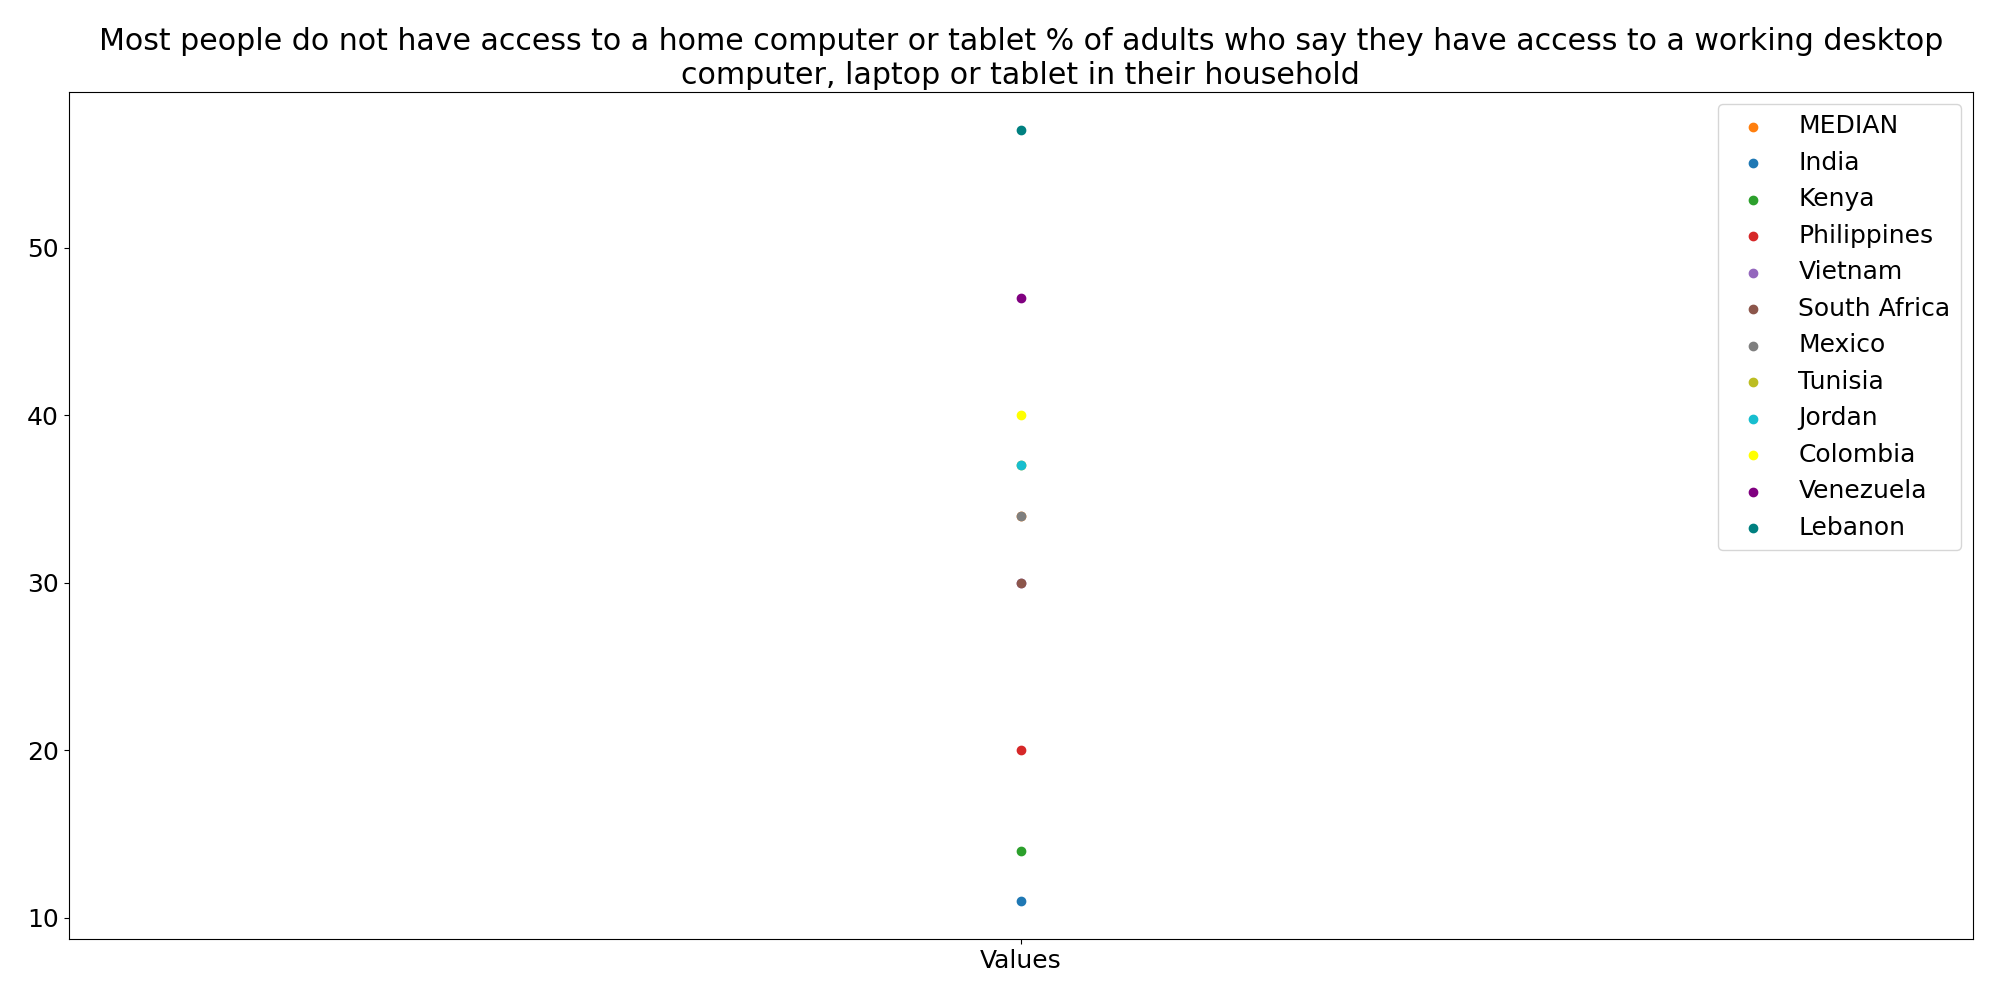 Most people do not have access to a home computer or tablet % of adults who say they have access to a working desktop
computer, laptop or tablet in their household
MEDIAN
India
Kenya
Philippines
Vietnam
South Africa
Mexico
Tunisia
Jordan
Colombia
Venezuela
Lebanon
50
40
30
20
10
Values